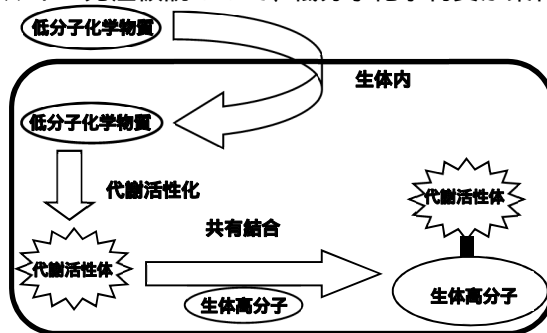 低分子化学物質
生体内
低分子化学物質
代謝活性化
代謝活性体
共有結合
代謝活性体
生体高分子
生体高分子